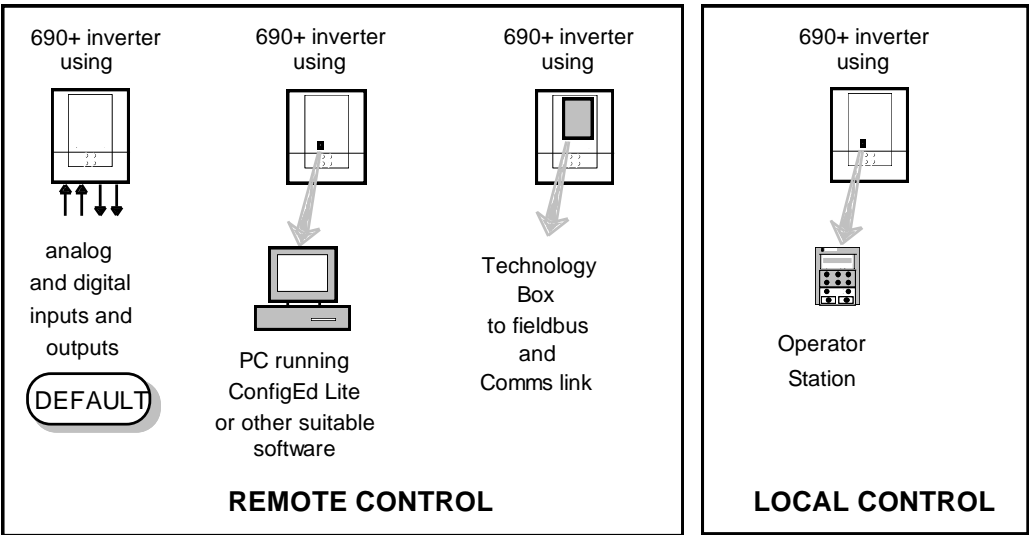 690+ inverter
using
analog
and digital
inputs and
outputs
DEFAULT
690+ inverter
using
PC running
ConfigEd Lite
or other suitable
software
690+ inverter
using
Technology
Box
to fieldbus
and
Comms link
REMOTE CONTROL
690+ inverter
using
Operator
Station
LOCAL CONTROL